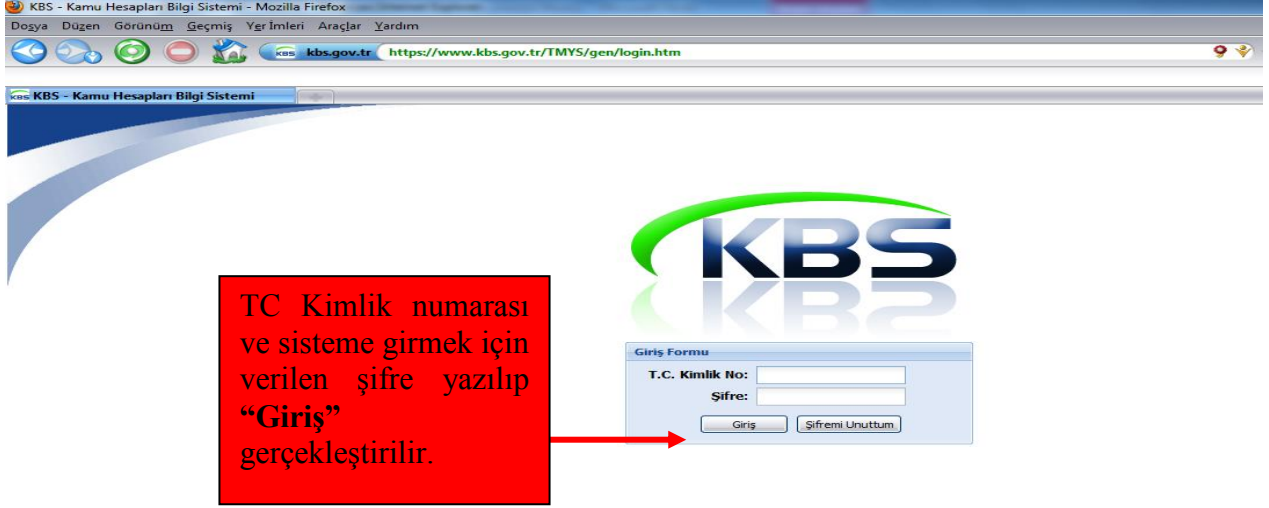 KBS - Kamu Hesapları Bilgi Sistemi - Mozilla Firefox
Dosya Düzen Görünüm Geçmiş Yer İmleri Araçlar Yardım
KBS kbs.gov.tr https://www.kbs.gov.tr/TMYS/gen/login.htm
KBS KBS - Kamu Hesapları Bilgi Sistemi
KBS
TC Kimlik numarası
ve sisteme girmek için
verilen şifre yazılıp
“Giriş”
gerçekleştirilir.
Giriş Formu
T.C. Kimlik No:
Şifre:
Giriş Şifremi Unuttum